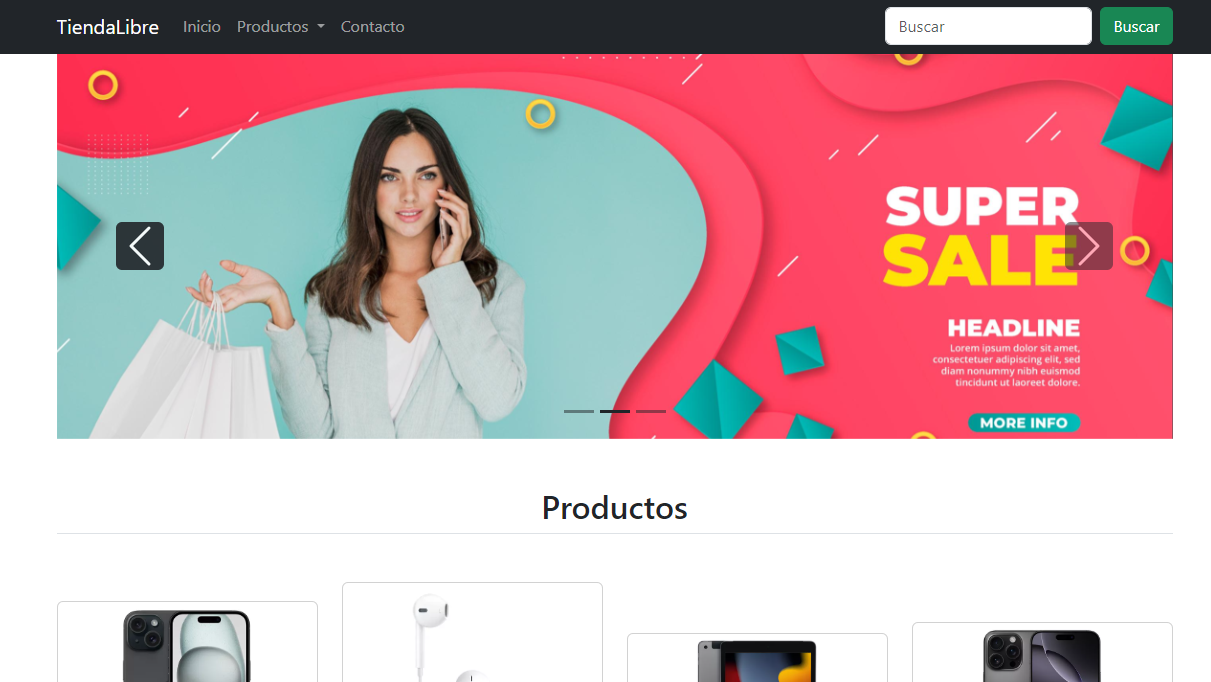 TiendaLibre Inicio Productos Contacto Buscar Buscar
SUPER
SALE
HEADLINE
Lorem ipsum dolor sit amet,
consectetuer adipiscing elit, sed
diam nonummy nibh euismod
tincidunt ut laoreet dolore.
MORE INFO
Productos